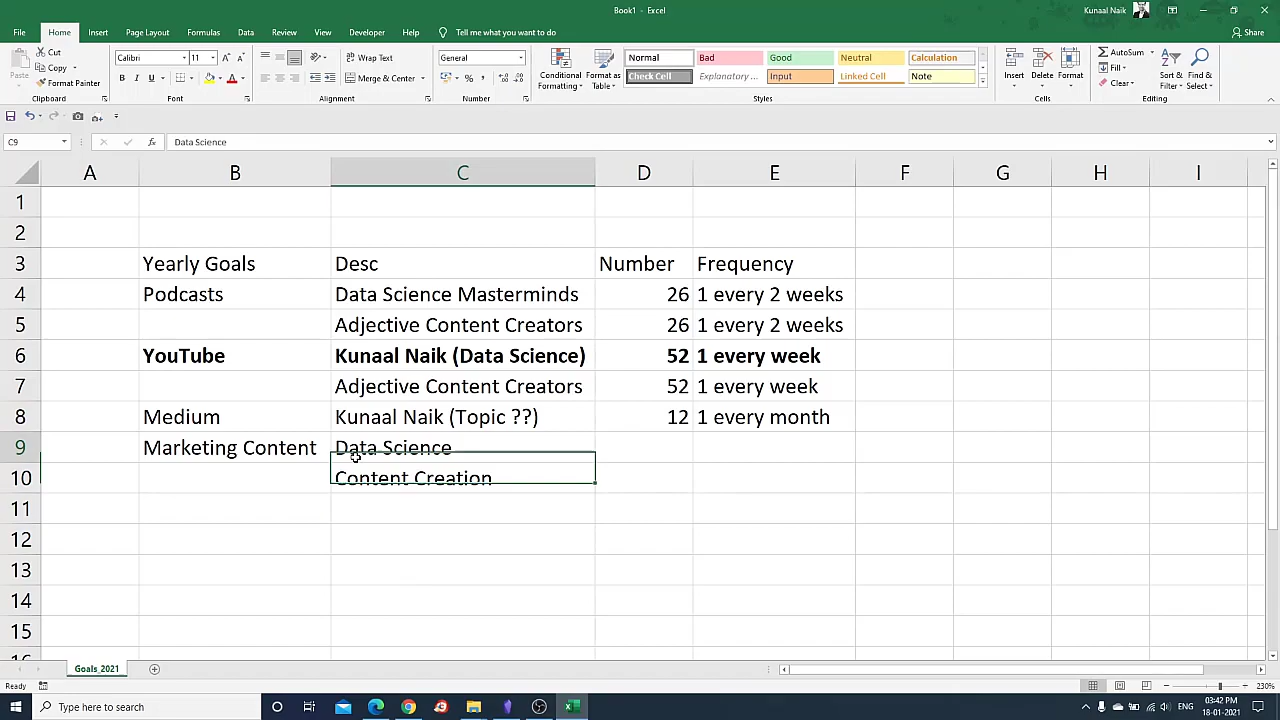 Book1 - Excel
Kunaal Naik
File Home Insert Page Layout Formulas Data Review View Developer Help Tell me what you want to do Share
Cut
Copy
Format Painter
Paste
Clipboard
Calibri 11
B I U A
Font
Wrap Text
Merge & Center
Alignment
General
%
Number
Conditional Formatting
Format as Table
Normal Bad Good Neutral Calculation
Check Cell Explanatory ... Input Linked Cell Note
Styles
Insert Delete Format
Cells
AutoSum
Fill
Clear
Sort & Filter
Find & Select
Editing
C9 fx Data Science
A B C D E F G H I
1
2
3 Yearly Goals Desc Number Frequency
4 Podcasts Data Science Masterminds 26 1 every 2 weeks
5 Adjective Content Creators 26 1 every 2 weeks
6 YouTube Kunaal Naik (Data Science) 52 1 every week
7 Adjective Content Creators 52 1 every week
8 Medium Kunaal Naik (Topic ??) 12 1 every month
9 Marketing Content Data Science
10 Content Creation
11
12
13
14
15
16
Goals_2021
Ready 230%
Type here to search
ENG 03:42 PM
18-01-2021